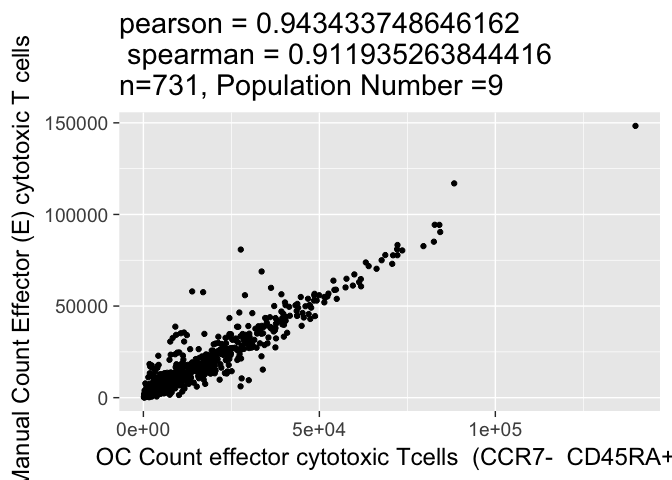 pearson = 0.943433748646162
spearman = 0.911935263844416
n=731, Population Number =9
Manual Count Effector (E) cytotoxic T cells
150000
100000
50000
0
0e+00 5e+04 1e+05
OC Count effector cytotoxic Tcells (CCR7- CD45RA+